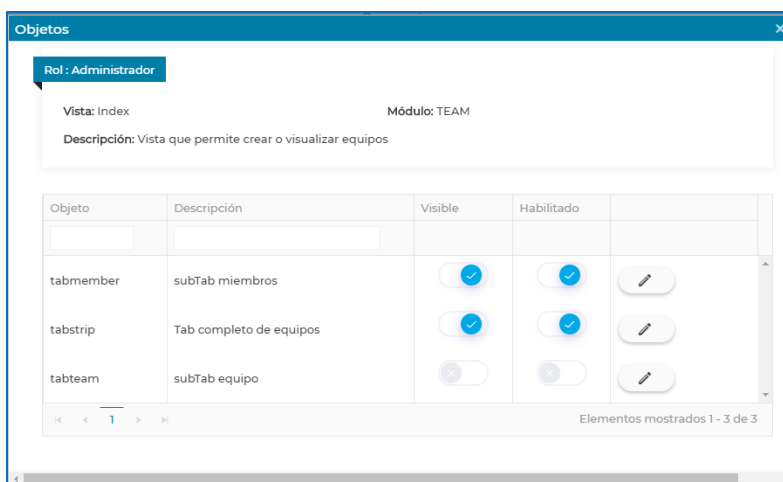 Objetos
Rol : Administrador
Vista: Index Módulo: TEAM
Descripción: Vista que permite crear o visualizar equipos
Objeto Descripción Visible Habilitado
tabmember subTab miembros
tabstrip Tab completo de equipos
tabteam subTab equipo
1 Elementos mostrados 1 - 3 de 3